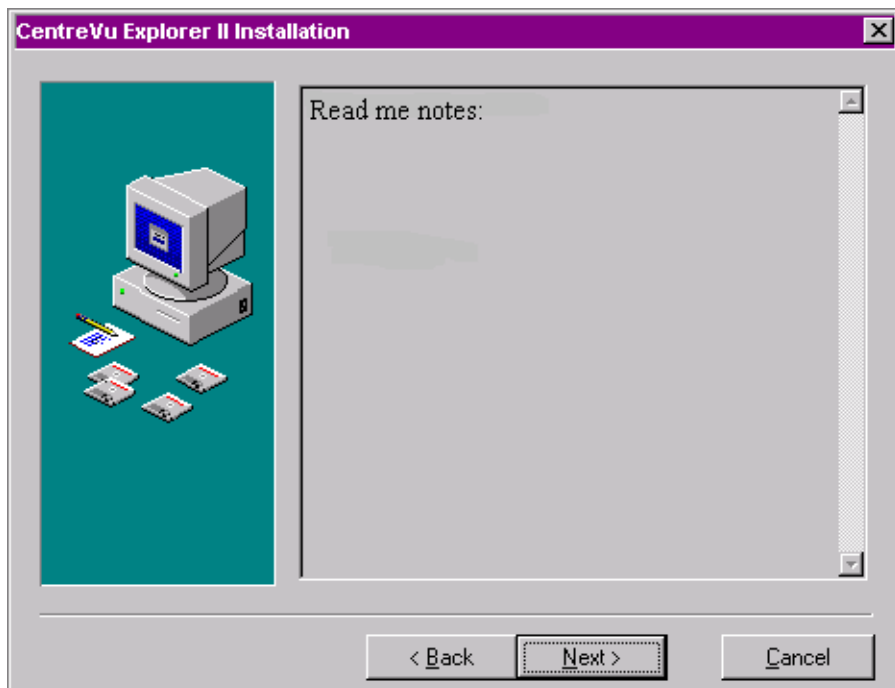 CentreVu Explorer II Installation
Read me notes:
< Back
Next >
Cancel